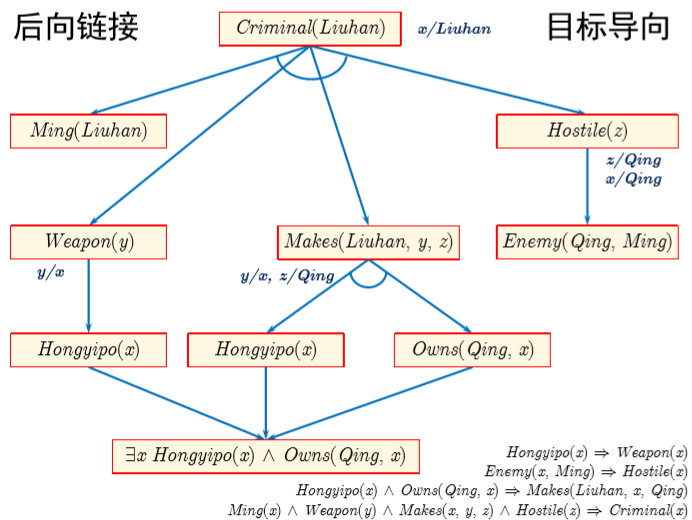 后向链接
Criminal(Liuhan)
x/Liuhan
目标导向
Ming(Liuhan)
Hostile(z)
z/Qing
x/Qing
Weapon(y)
Makes(Liuhan, y, z)
Enemy(Qing, Ming)
y/x
y/x, z/Qing
Hongyipo(x)
Hongyipo(x)
Owns(Qing, x)
∃x Hongyipo(x) ∧ Owns(Qing, x)
Hongyipo(x) ⇒ Weapon(x)
Enemy(x, Ming) ⇒ Hostile(x)
Hongyipo(x) ∧ Owns(Qing, x) ⇒ Makes(Liuhan, x, Qing)
Ming(x) ∧ Weapon(y) ∧ Makes(x, y, z) ∧ Hostile(z) ⇒ Criminal(x)